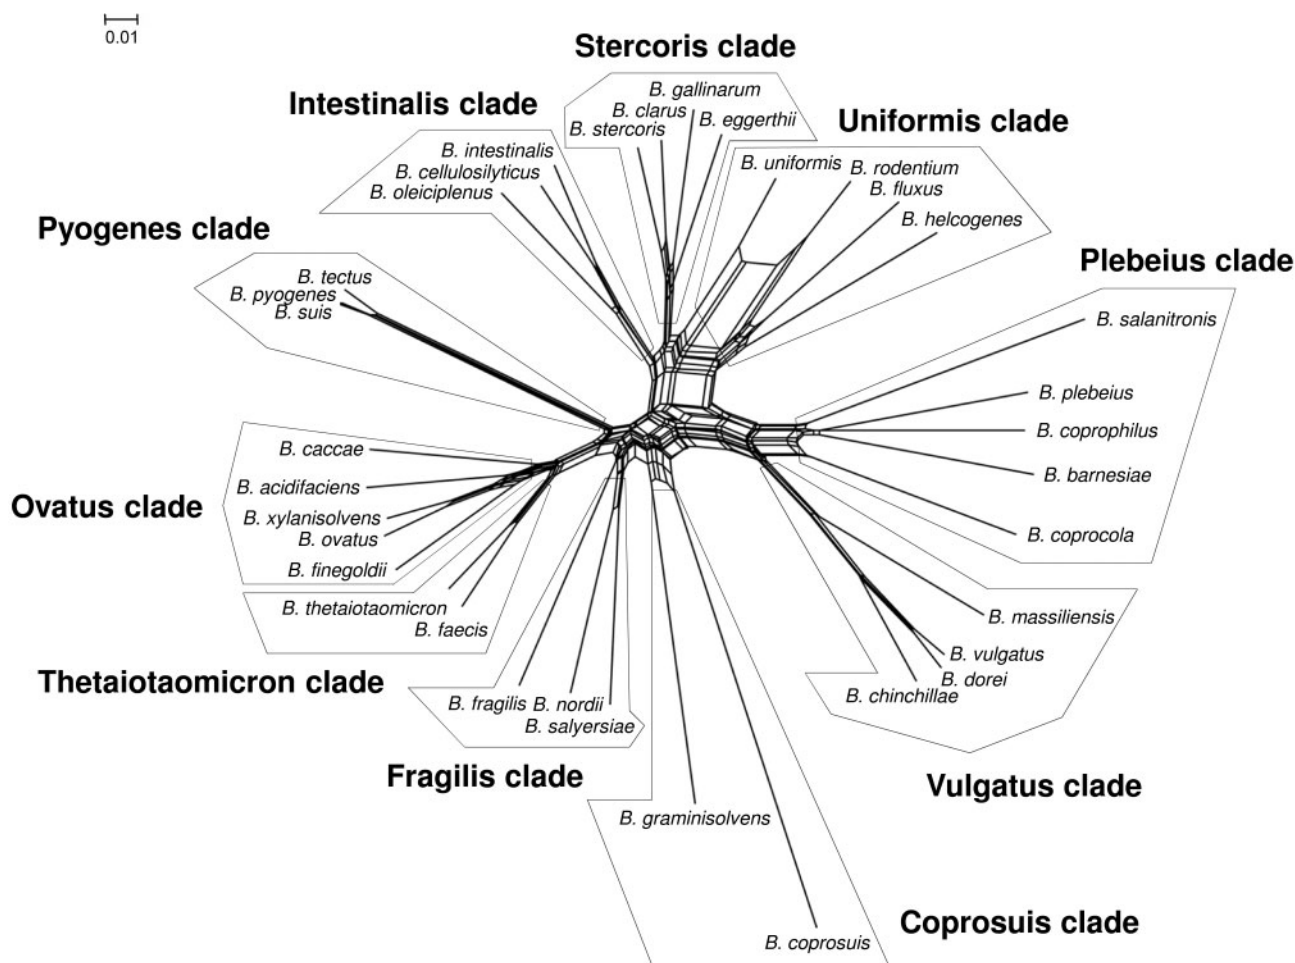 0.01
Stercoris clade
B. gallinarum
B. clarus
B. stercoris
B. eggerthii
Intestinalis clade
B. intestinalis
B. cellulosilyticus
B. oleiciplenus
Uniformis clade
B. uniformis
B. rodentium
B. fluxus
B. helcogenes
Pyogenes clade
B. tectus
B. pyogenes
B. suis
Plebeius clade
B. salanitronis
B. plebeius
B. coprophilus
B. barnesiae
B. coprocola
Ovatus clade
B. caccae
B. acidifaciens
B. xylanisolvens
B. ovatus
B. finegoldii
B. thetaiotaomicron
B. faecis
Thetaiotaomicron clade
B. massiliensis
B. vulgatus
B. dorei
B. chinchillae
Vulgatus clade
B. fragilis
B. nordii
B. salyersiae
Fragilis clade
B. graminisolvens
B. coprosuis
Coprosuis clade